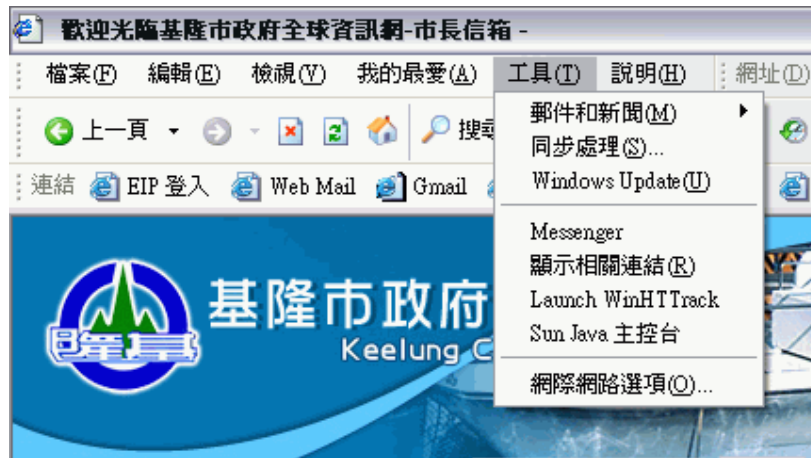 歡迎光臨基隆市政府全球資訊網-市長信箱 -
檔案(F) 編輯(E) 檢視(V) 我的最愛(A) 工具(T) 說明(H) 網址(D)
上一頁 搜尋
連結 EIP 登入 Web Mail Gmail
郵件和新聞(M)
同步處理(S)...
Windows Update(U)
Messenger
顯示相關連結(R)
Launch WinHTTrack
Sun Java 主控台
網際網路選項(O)...
基隆市政府
Keelung C